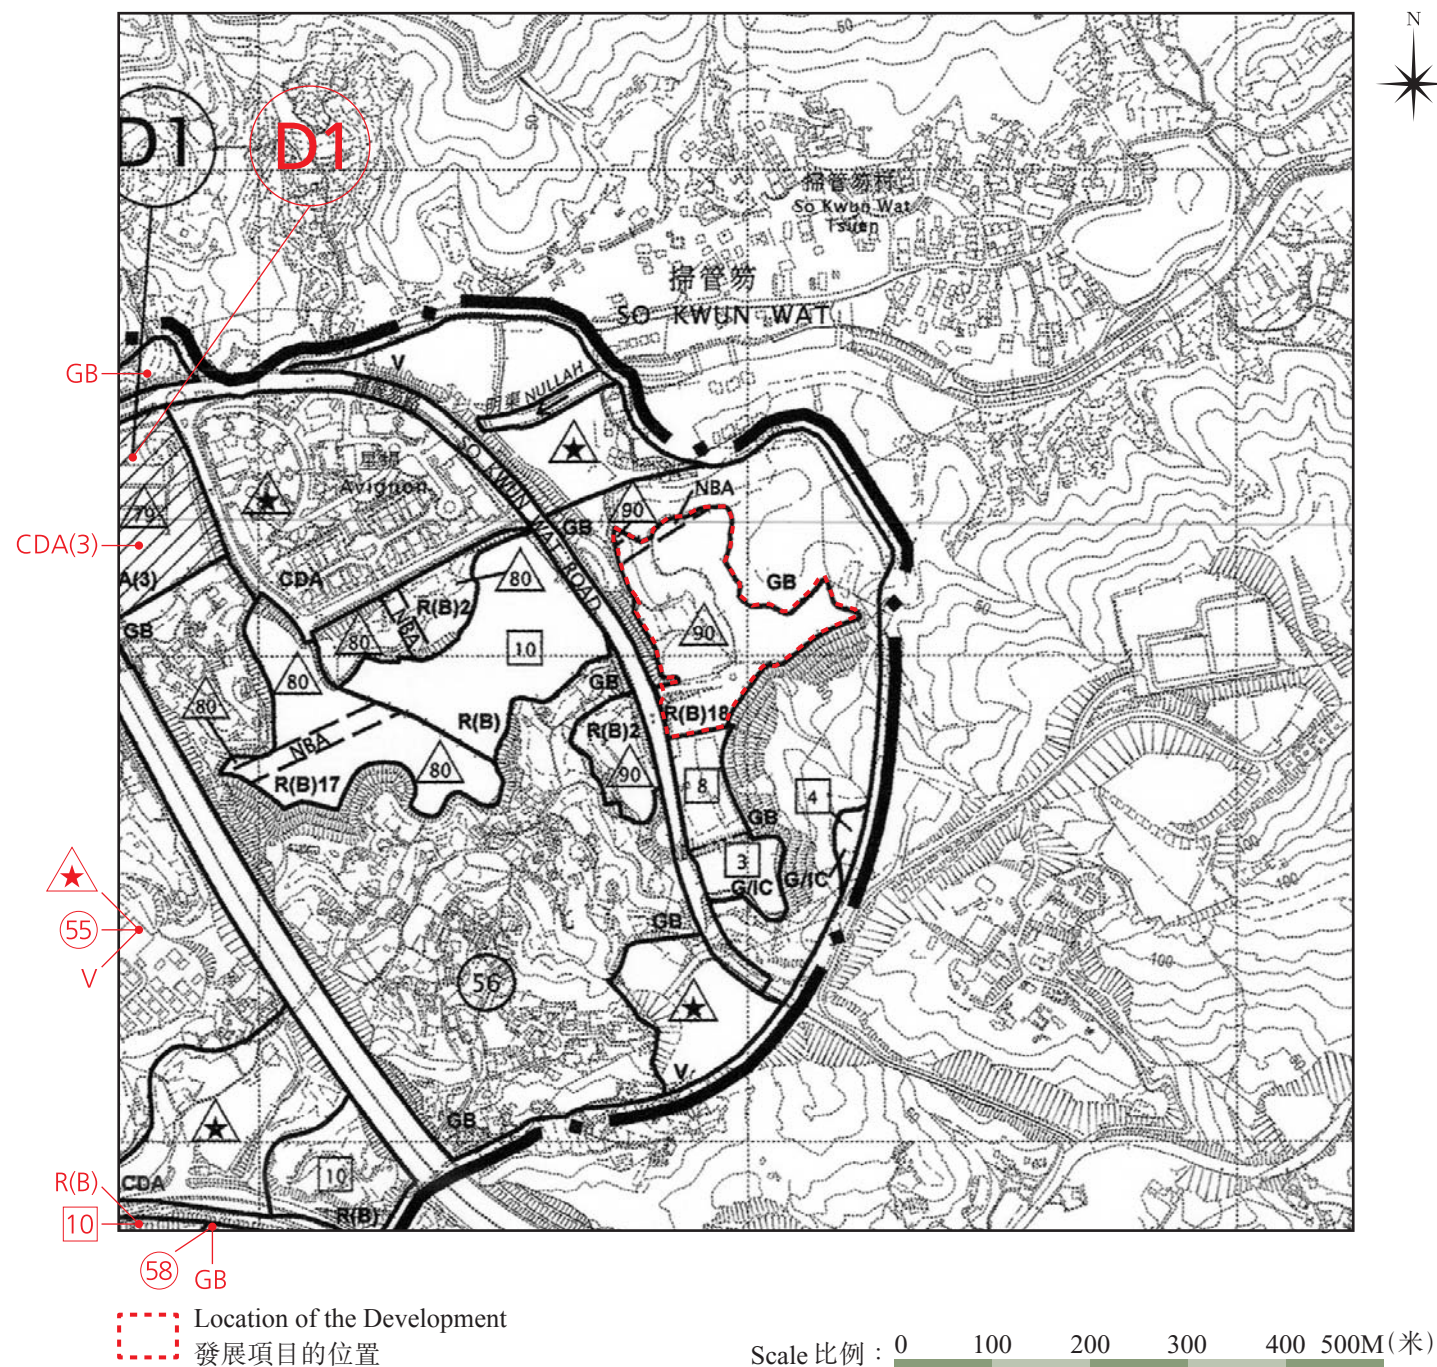 N
D1
D1
掃管笏村
So Kwun Wat
Tsuen
掃管笏
SO KWUN WAT
V
GB
NULLAH
星堤
Avignon
SO KWUN WAT ROAD
NBA
90
GB
79
CDA(3)
A(3)
CDA
80
R(B)2
NBA
80
GB
90
GB
10
80
80
GB
R(B)18
R(B)
R(B)2
NBA
80
90
R(B)17
8
4
GB
3
G/IC
G/IC
GB
55
V
56
V
GB
10
CDA
R(B)
R(B)
10
58
GB
Location of the Development
發展項目的位置
Scale 比例 : 0 100 200 300 400 500M(米)